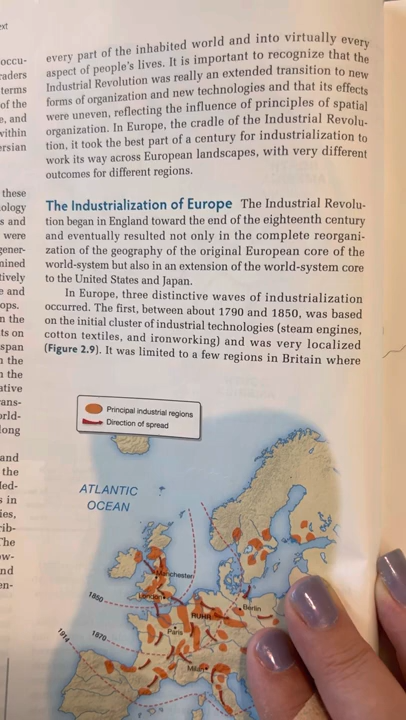 every part of the inhabited world and into virtually every
aspect of people's lives. It is important to recognize that the
Industrial Revolution was really an extended transition to new
forms of organization and new technologies and that its effects
were uneven, reflecting the influence of principles of spatial
organization. In Europe, the cradle of the Industrial Revolu-
tion, it took the best part of a century for industrialization to
work its way across European landscapes, with very different
outcomes for different regions.
The Industrialization of Europe The Industrial Revolu-
tion began in England toward the end of the eighteenth century
and eventually resulted not only in the complete reorgani-
zation of the geography of the original European core of the
world-system but also in an extension of the world-system core
to the United States and Japan.
In Europe, three distinctive waves of industrialization
occurred. The first, between about 1790 and 1850, was based
on the initial cluster of industrial technologies (steam engines,
cotton textiles, and ironworking) and was very localized
(Figure 2.9). It was limited to a few regions in Britain where
Principal industrial regions
Direction of spread
ATLANTIC
OCEAN
Manchester
London
1850
RUHR
Berlin
Paris
1870
1914
Milan